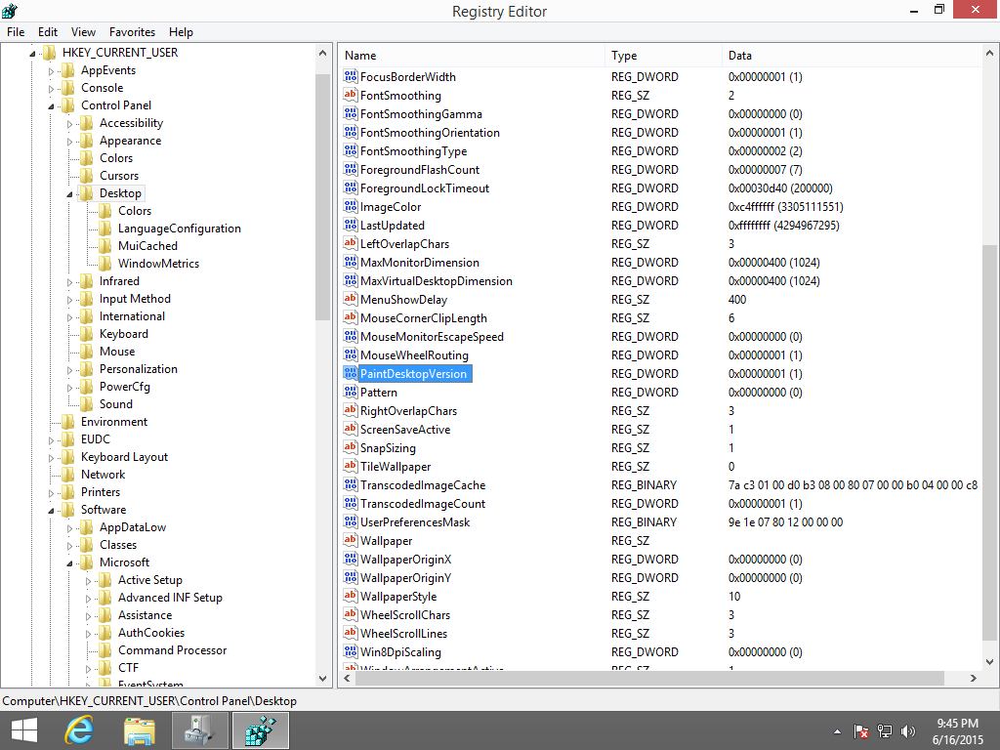 Registry Editor
File Edit View Favorites Help
HKEY_CURRENT_USER
AppEvents
Console
Control Panel
Accessibility
Appearance
Colors
Cursors
Desktop
Colors
LanguageConfiguration
MuiCached
WindowMetrics
Infrared
Input Method
International
Keyboard
Mouse
Personalization
PowerCfg
Sound
Environment
EUDC
Keyboard Layout
Network
Printers
Software
AppDataLow
Classes
Microsoft
Active Setup
Advanced INF Setup
Assistance
AuthCookies
Command Processor
CTF
EventSystem
Name Type Data
FocusBorderWidth REG_DWORD 0x00000001 (1)
FontSmoothing REG_SZ 2
FontSmoothingGamma REG_DWORD 0x00000000 (0)
FontSmoothingOrientation REG_DWORD 0x00000001 (1)
FontSmoothingType REG_DWORD 0x00000002 (2)
ForegroundFlashCount REG_DWORD 0x00000007 (7)
ForegroundLockTimeout REG_DWORD 0x00030d40 (200000)
ImageColor REG_DWORD 0xc4ffffff (3305111551)
LastUpdated REG_DWORD 0xffffffff (4294967295)
LeftOverlapChars REG_SZ 3
MaxMonitorDimension REG_DWORD 0x00000400 (1024)
MaxVirtualDesktopDimension REG_DWORD 0x00000400 (1024)
MenuShowDelay REG_SZ 400
MouseCornerClipLength REG_SZ 6
MouseMonitorEscapeSpeed REG_DWORD 0x00000000 (0)
MouseWheelRouting REG_DWORD 0x00000001 (1)
PaintDesktopVersion REG_DWORD 0x00000001 (1)
Pattern REG_DWORD 0x00000000 (0)
RightOverlapChars REG_SZ 3
ScreenSaveActive REG_SZ 1
SnapSizing REG_SZ 1
TileWallpaper REG_SZ 0
TranscodedImageCache REG_BINARY 7a c3 01 00 d0 b3 08 00 80 07 00 00 b0 04 00 00 c8
TranscodedImageCount REG_DWORD 0x00000001 (1)
UserPreferencesMask REG_BINARY 9e 1e 07 80 12 00 00 00
Wallpaper REG_SZ
WallpaperOriginX REG_DWORD 0x00000000 (0)
WallpaperOriginY REG_DWORD 0x00000000 (0)
WallpaperStyle REG_SZ 10
WheelScrollChars REG_SZ 3
WheelScrollLines REG_SZ 3
Win8DpiScaling REG_DWORD 0x00000000 (0)
WindowArrangementActive REG_SZ 1
Computer\HKEY_CURRENT_USER\Control Panel\Desktop
9:45 PM
6/16/2015